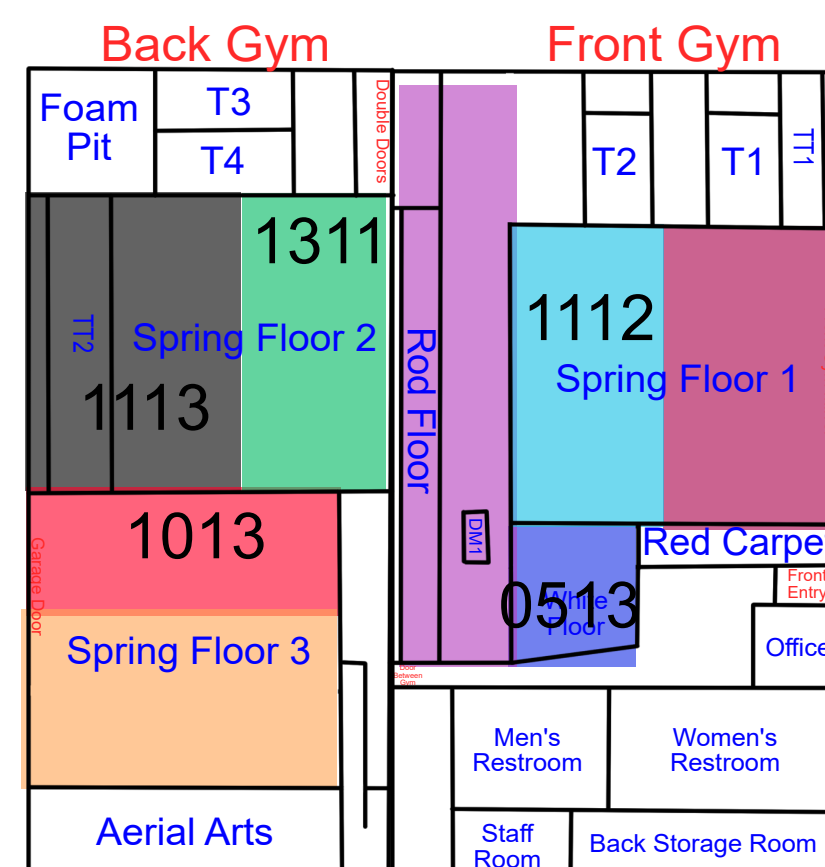 Back Gym
Front Gym
Foam
Pit
T3
T4
Double Doors
T2
T1
TT1
1311
TT2
Spring Floor 2
1113
Rod Floor
1112
Spring Floor 1
DM1
1013
Garage Door
Spring Floor 3
Red Carpe
0513
White
Floor
Front
Entry
Office
Door
Between
Gym
Men's
Restroom
Women's
Restroom
Aerial Arts
Staff
Room
Back Storage Room